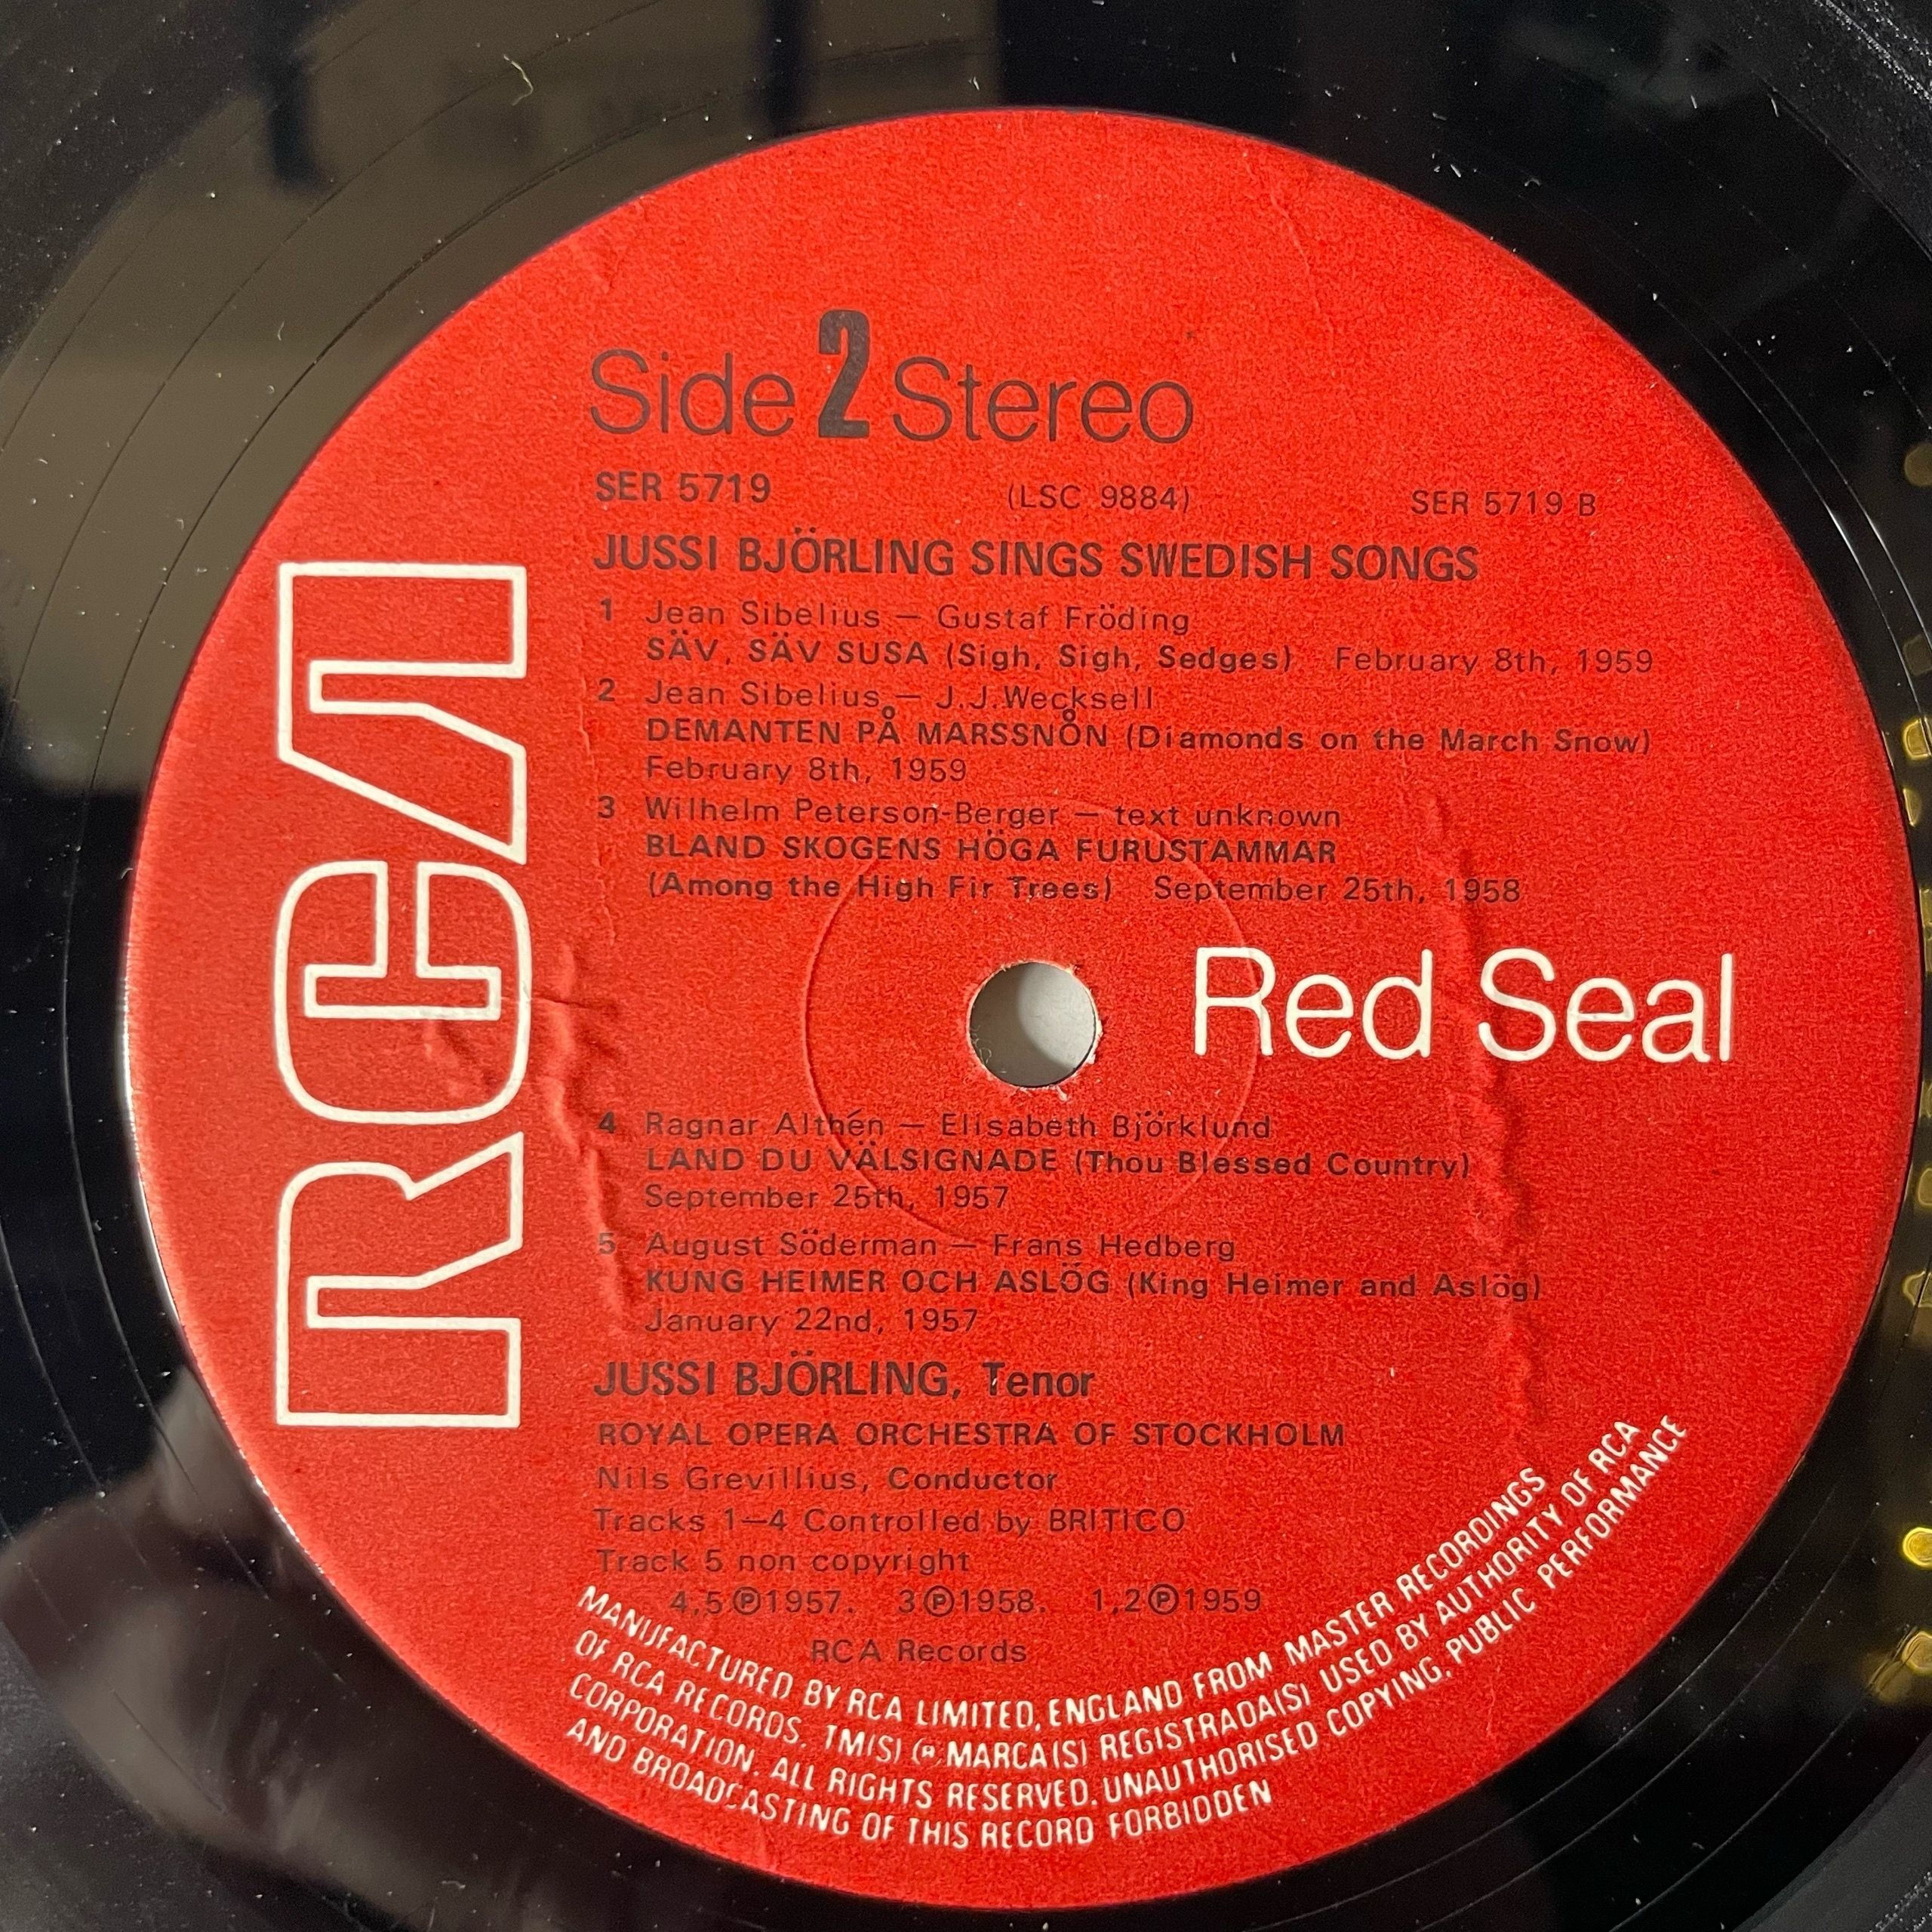 Side 2 Stereo
SER 5719 (LSC 9884) SER 5719 B
JUSSI BJÖRLING SINGS SWEDISH SONGS
1 Jean Sibelius — Gustaf Fröding
SÄV, SÄV SUSA (Sigh, Sigh, Sedges) February 8th, 1959
2 Jean Sibelius — J.J.Wecksell
DEMANTEN PÅ MARSSNO̊N (Diamonds on the March Snow)
February 8th, 1959
3 Wilhelm Peterson-Berger — text unknown
BLAND SKOGENS HÖGA FURUSTAMMAR
(Among the High Fir Trees) September 25th, 1958
RCA
Red Seal
4 Ragnar Althén — Elisabeth Björklund
LAND DU VÄLSIGNADE (Thou Blessed Country)
September 25th, 1957
5 August Söderman — Frans Hedberg
KUNG HEIMER OCH ASLÖG (King Heimer and Aslög)
January 22nd, 1957
JUSSI BJÖRLING, Tenor
ROYAL OPERA ORCHESTRA OF STOCKHOLM
Nils Grevillius, Conductor
Tracks 1—4 Controlled by BRITICO
Track 5 non copyright
4,5 ℗1957. 3℗1958. 1,2℗1959
RCA Records
MANUFACTURED BY RCA LIMITED, ENGLAND FROM MASTER RECORDINGS
OF RCA RECORDS. TM(S) ® MARCA(S) REGISTRADA(S) USED BY AUTHORITY OF RCA
CORPORATION. ALL RIGHTS RESERVED. UNAUTHORISED COPYING, PUBLIC PERFORMANCE
AND BROADCASTING OF THIS RECORD FORBIDDEN